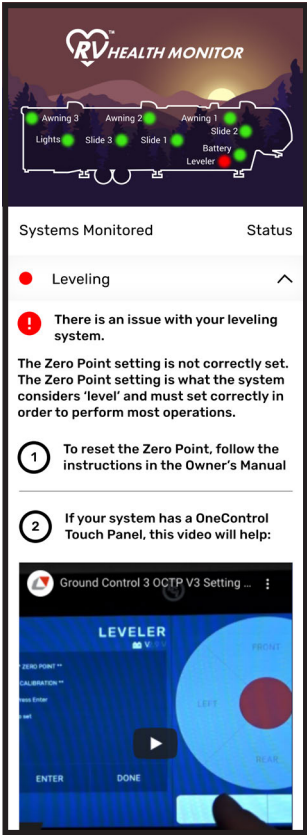 RV HEALTH MONITOR™
Awning 3
Awning 2
Awning 1
Slide 2
Lights
Slide 3
Slide 1
Battery
Leveler
Systems Monitored
Status
Leveling
!
There is an issue with your leveling
system.
The Zero Point setting is not correctly set.
The Zero Point setting is what the system
considers ‘level’ and must set correctly in
order to perform most operations.
1
To reset the Zero Point, follow the
instructions in the Owner's Manual
2
If your system has a OneControl
Touch Panel, this video will help:
Ground Control 3 OCTP V3 Setting ...
LEVELER
* ZERO POINT **
CALIBRATION **
ress Enter
set
ENTER
DONE
FRONT
LEFT
REAR